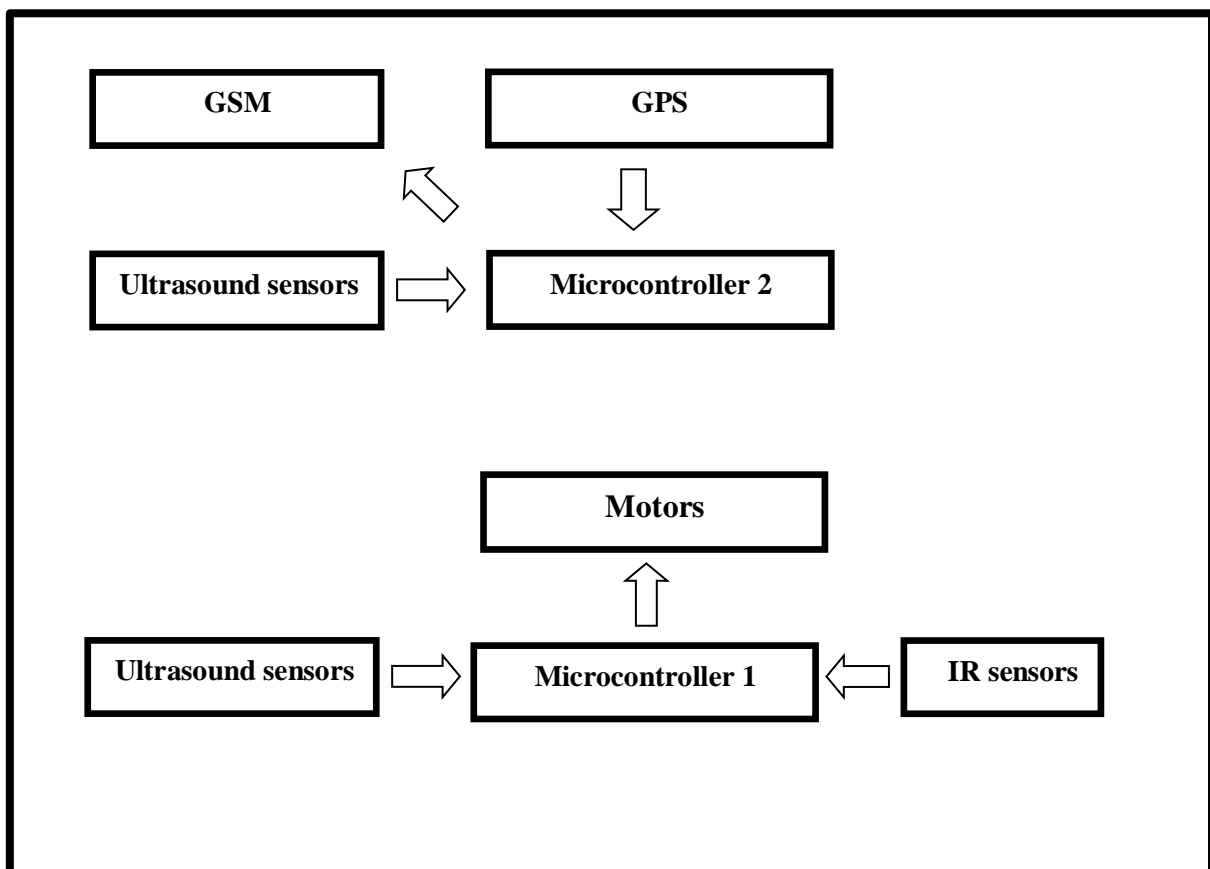 GSM
GPS
Ultrasound sensors
Microcontroller 2
Motors
Ultrasound sensors
Microcontroller 1
IR sensors